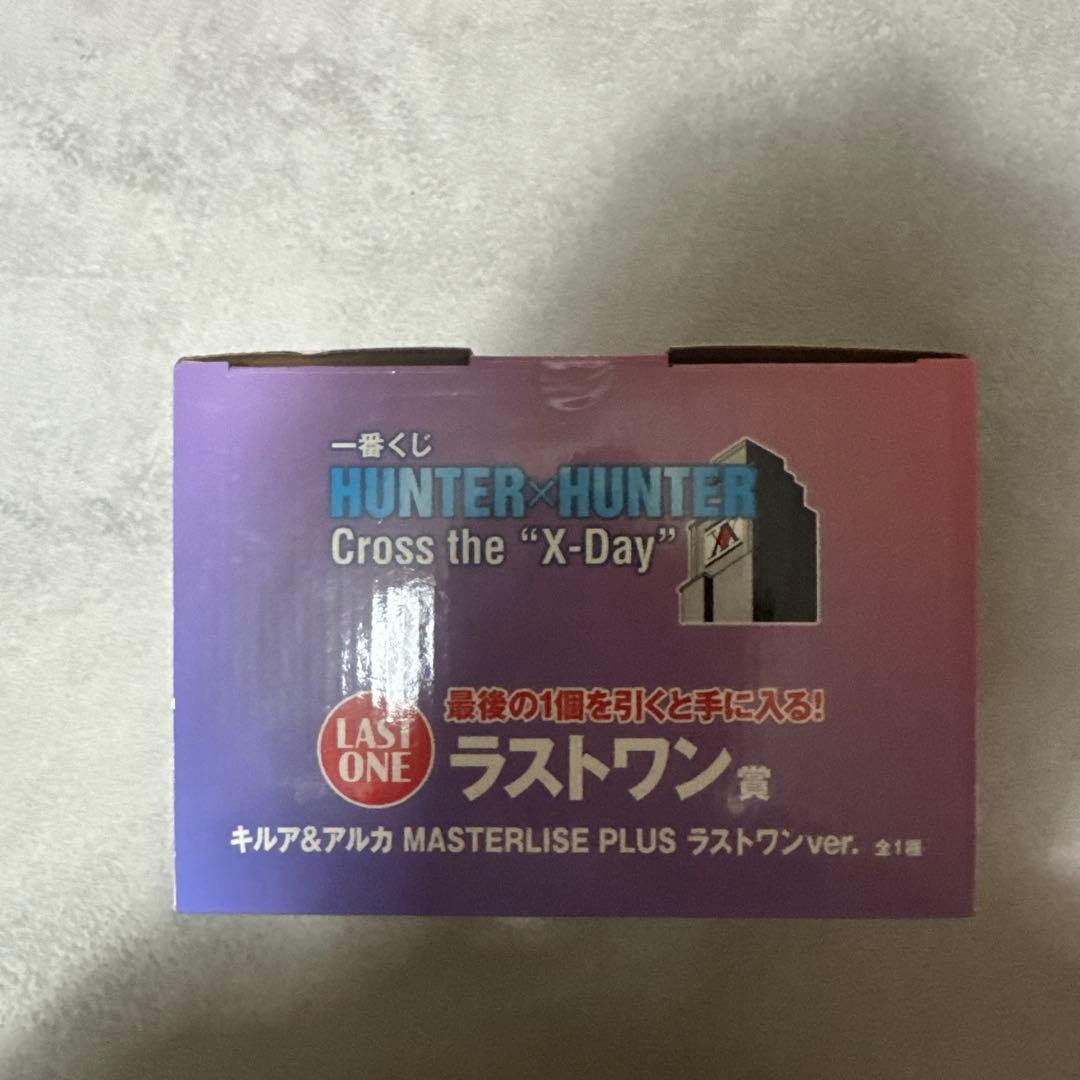 一番くじ
HUNTER×HUNTER
Cross the “X-Day”
LAST
ONE
最後の1個を引くと手に入る!
ラストワン賞
キルア&アルカ MASTERLISE PLUS ラストワンver. 全1種